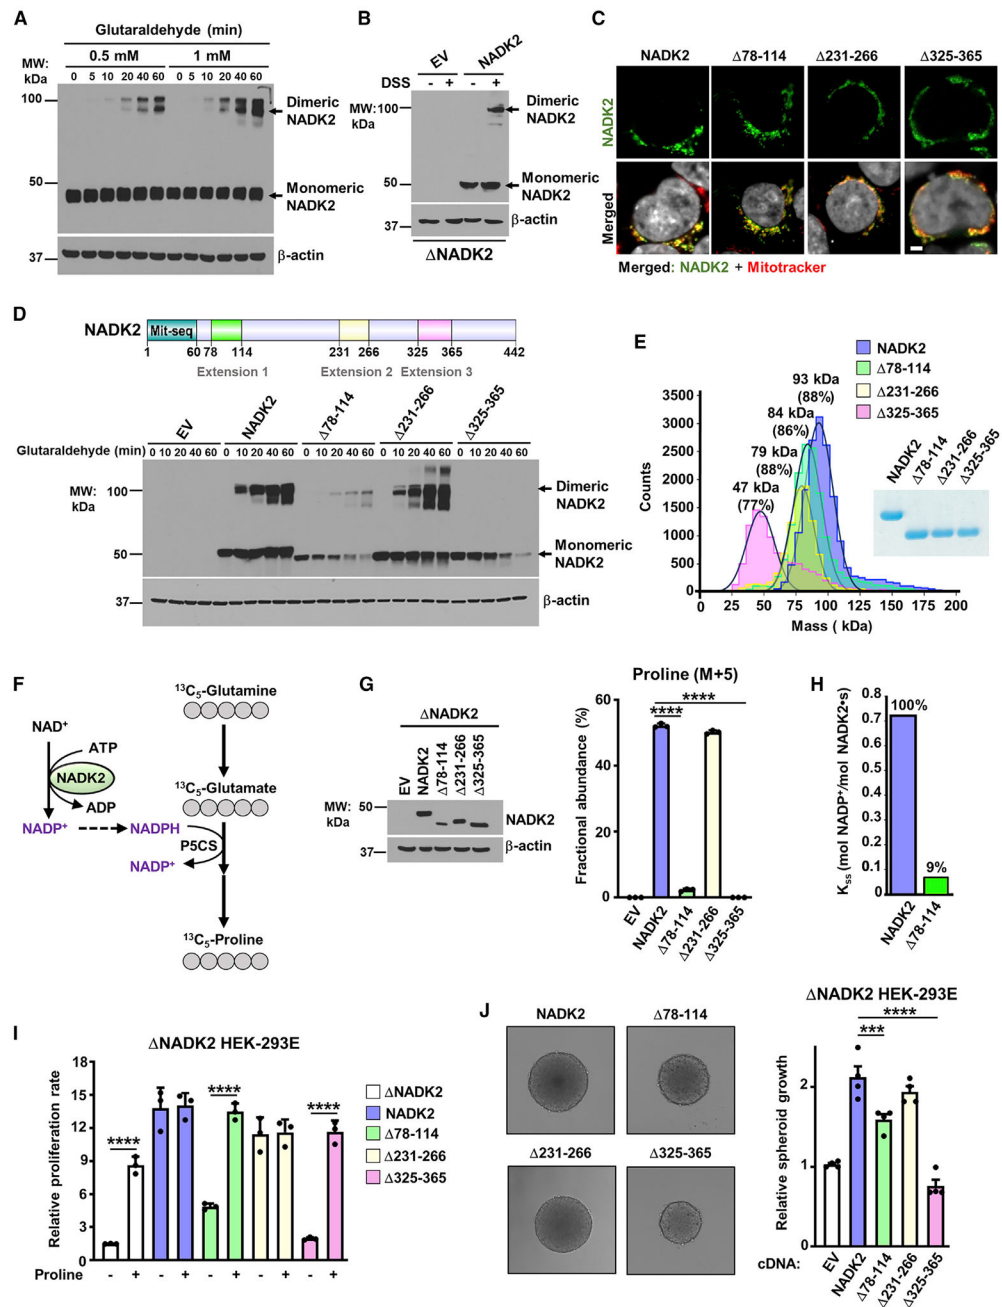 A
Glutaraldehyde (min)
0.5 mM 1 mM
MW:
kDa
0 5 10 20 40 60 0 5 10 20 40 60
100
Dimeric
NADK2
50
Monomeric
NADK2
37
β-actin
B
EV NADK2
DSS - + - +
MW:
kDa
100
Dimeric
NADK2
50
Monomeric
NADK2
37
β-actin
ΔNADK2
C
NADK2 Δ78-114 Δ231-266 Δ325-365
NADK2
Merged
Merged: NADK2 + Mitotracker
D
NADK2
Mit-seq
1 60 78 114 231 266 325 365 442
Extension 1 Extension 2 Extension 3
EV NADK2 Δ78-114 Δ231-266 Δ325-365
Glutaraldehyde (min) 0 10 20 40 60 0 10 20 40 60 0 10 20 40 60 0 10 20 40 60 0 10 20 40 60
MW:
kDa
100
Dimeric
NADK2
50
Monomeric
NADK2
37
β-actin
E
NADK2
Δ78-114
Δ231-266
Δ325-365
93 kDa
(88%)
84 kDa
(86%)
79 kDa
(88%)
47 kDa
(77%)
Counts
3500
3000
2500
2000
1500
1000
500
0
0 25 50 75 100 125 150 175 200
Mass ( kDa)
NADK2 Δ78-114 Δ231-266 Δ325-365
F
NAD⁺
ATP
NADK2
ADP
NADP⁺
NADPH
P5CS
NADP⁺
¹³C₅-Glutamine
¹³C₅-Glutamate
¹³C₅-Proline
G
ΔNADK2
EV NADK2 Δ78-114 Δ231-266 Δ325-365
MW:
kDa
50
NADK2
37
β-actin
Proline (M+5)
****
****
Fractional abundance (%)
60
40
20
0
EV NADK2 Δ78-114 Δ231-266 Δ325-365
H
Kss (mol NADP⁺/mol NADK2•s)
0.8
0.7
0.6
0.5
0.4
0.3
0.2
0.1
0
100%
9%
NADK2 Δ78-114
I
ΔNADK2 HEK-293E
Relative proliferation rate
18
15
12
9
6
3
0
**** **** ****
Proline - + - + - + - + - +
ΔNADK2
NADK2
Δ78-114
Δ231-266
Δ325-365
J
NADK2 Δ78-114
Δ231-266 Δ325-365
ΔNADK2 HEK-293E
****
***
Relative spheroid growth
2
1
0
cDNA: EV NADK2 Δ78-114 Δ231-266 Δ325-365